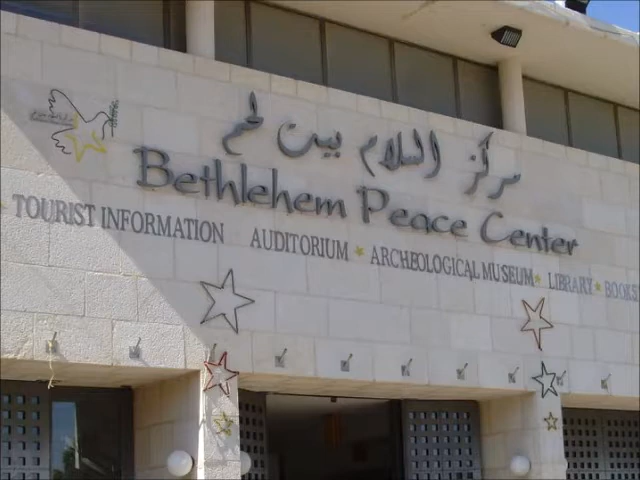 مركز السلام بيت لحم
Bethlehem Peace Center
TOURIST INFORMATION AUDITORIUM ★ ARCHEOLOGICAL MUSEUM ★ LIBRARY ★ BOOKS